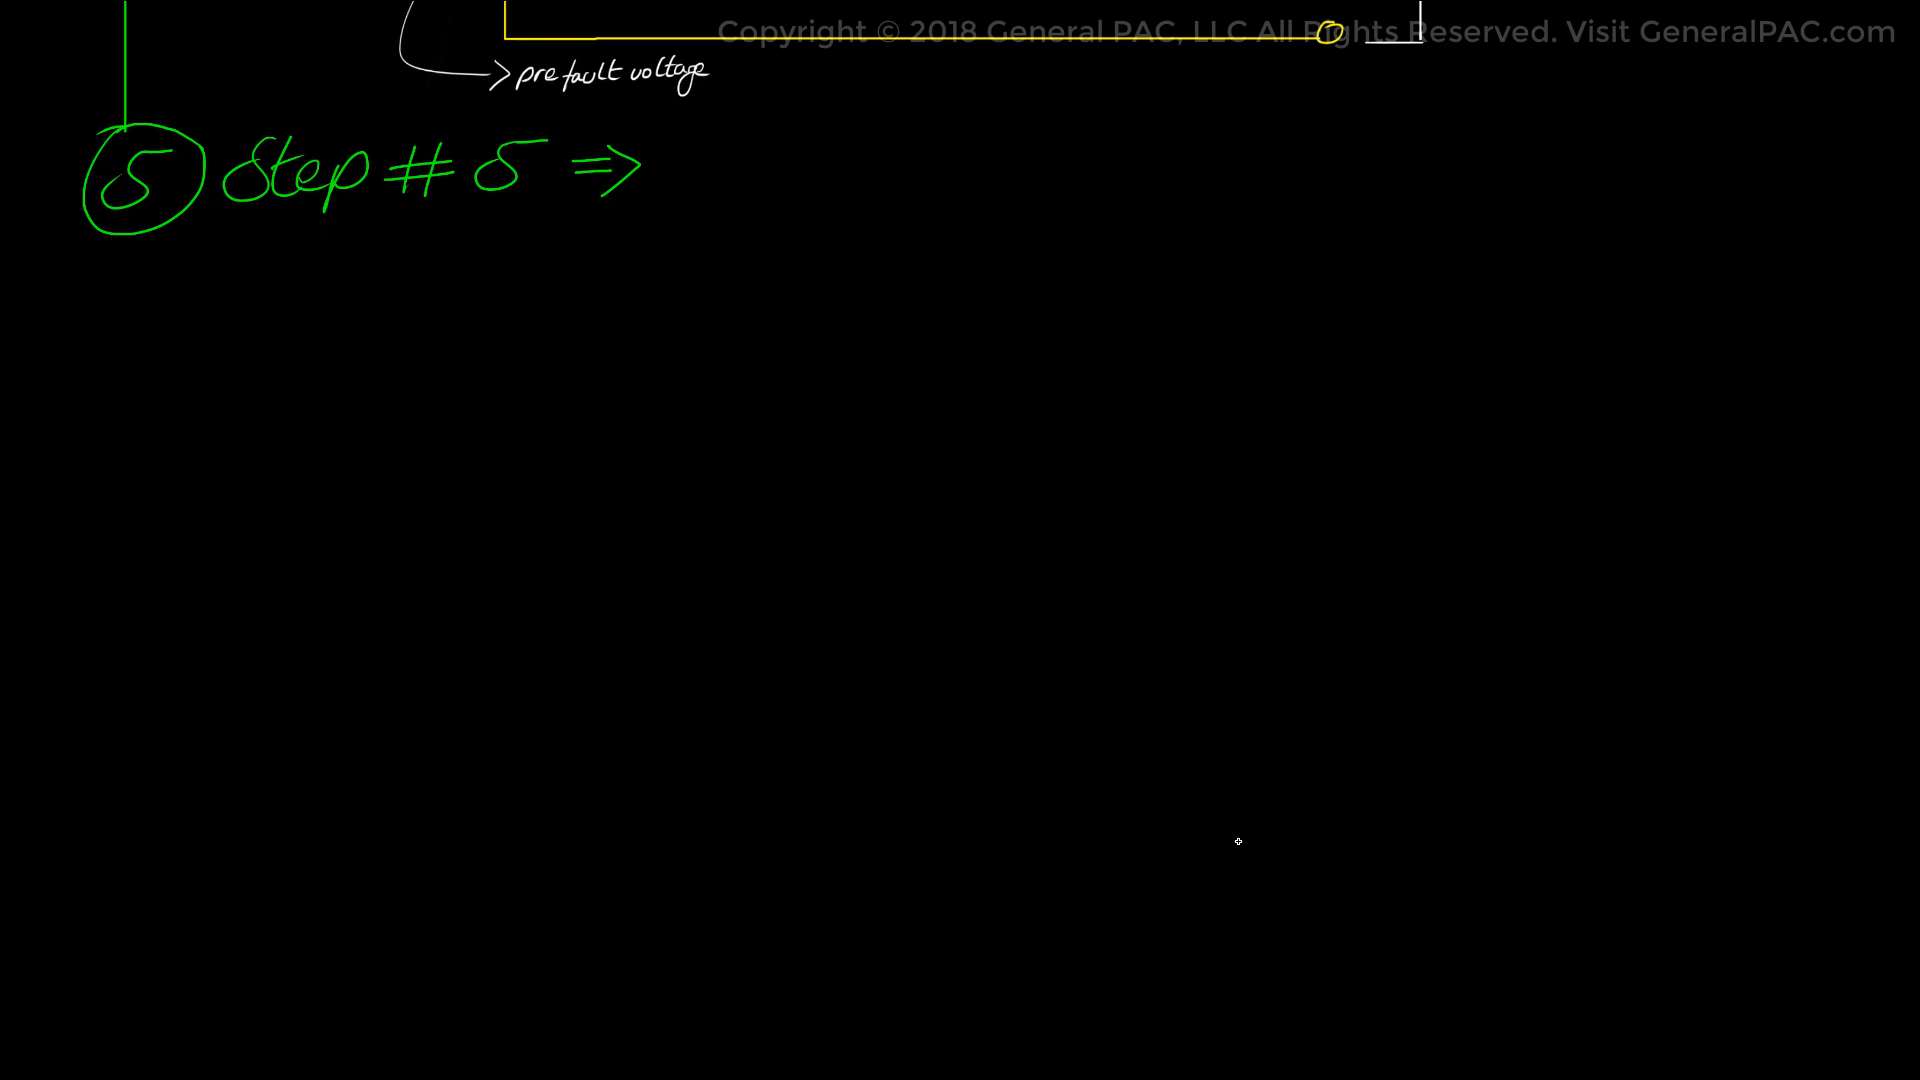 Copyright © 2018 General PAC, LLC All Rights Reserved. Visit GeneralPAC.com
prefault voltage
5 Step # 5 ⇒